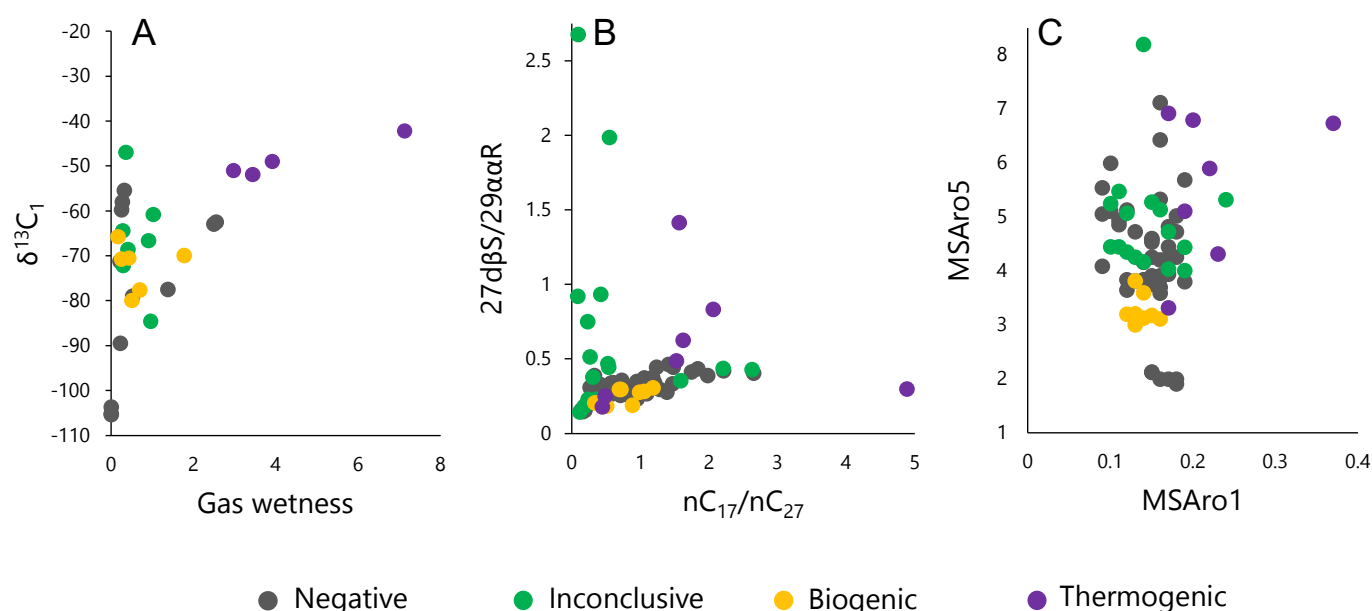 A
-20
-30
-40
-50
-60
-70
-80
-90
-100
-110
0 2 4 6 8
δ¹³C₁
Gas wetness
B
2.5
2
1.5
1
0.5
0
0 1 2 3 4 5
27dβS/29ααR
nC₁₇/nC₂₇
C
8
7
6
5
4
3
2
1
0 0.1 0.2 0.3 0.4
MSAro5
MSAro1
Negative Inconclusive Biogenic Thermogenic